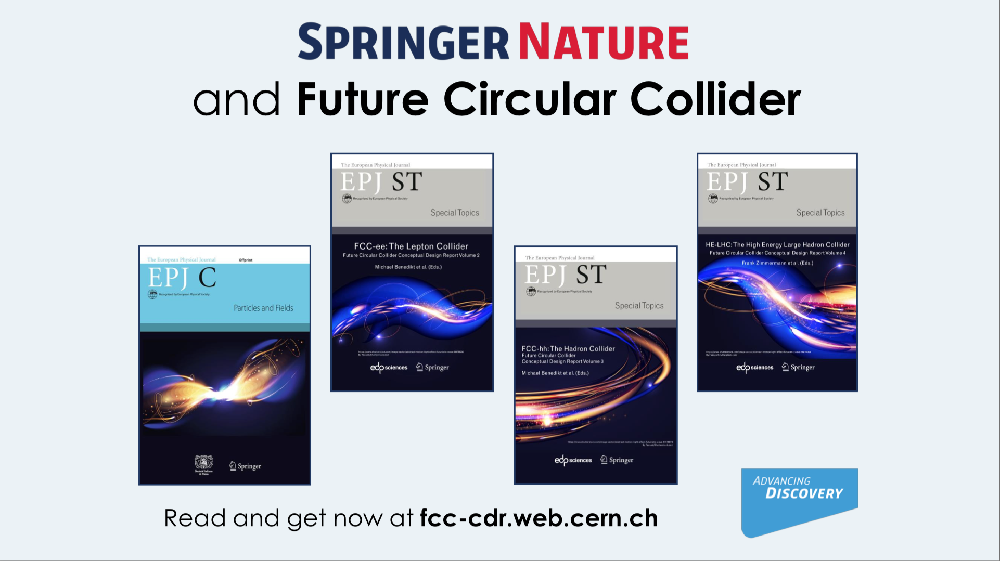 SPRINGER NATURE
and Future Circular Collider
The European Physical Journal
Offprint
EPJ C
Recognized by European Physical Society
Particles and Fields
Società Italiana
di Fisica
Springer
The European Physical Journal
EPJ ST
Recognized by European Physical Society
Special Topics
FCC-ee: The Lepton Collider
Future Circular Collider Conceptual Design Report Volume 2
Michael Benedikt et al. (Eds.)
By Fassph/Shutterstock.com
edp sciences
Springer
The European Physical Journal
EPJ ST
Recognized by European Physical Society
Special Topics
FCC-hh: The Hadron Collider
Future Circular Collider
Conceptual Design Report Volume 3
Michael Benedikt et al. (Eds.)
edp sciences
Springer
The European Physical Journal
EPJ ST
Recognized by European Physical Society
Special Topics
HE-LHC: The High Energy Large Hadron Collider
Future Circular Collider Conceptual Design Report Volume 4
Frank Zimmermann et al. (Eds.)
edp sciences
Springer
ADVANCING
DISCOVERY
Read and get now at fcc-cdr.web.cern.ch